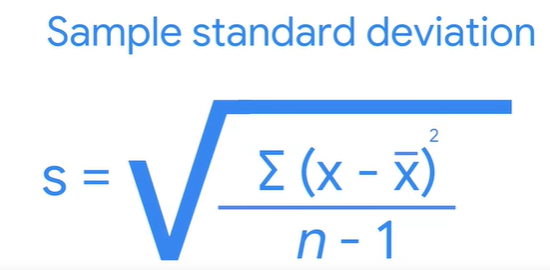 Sample standard deviation
s = √
Σ (x - x̄)²
n - 1